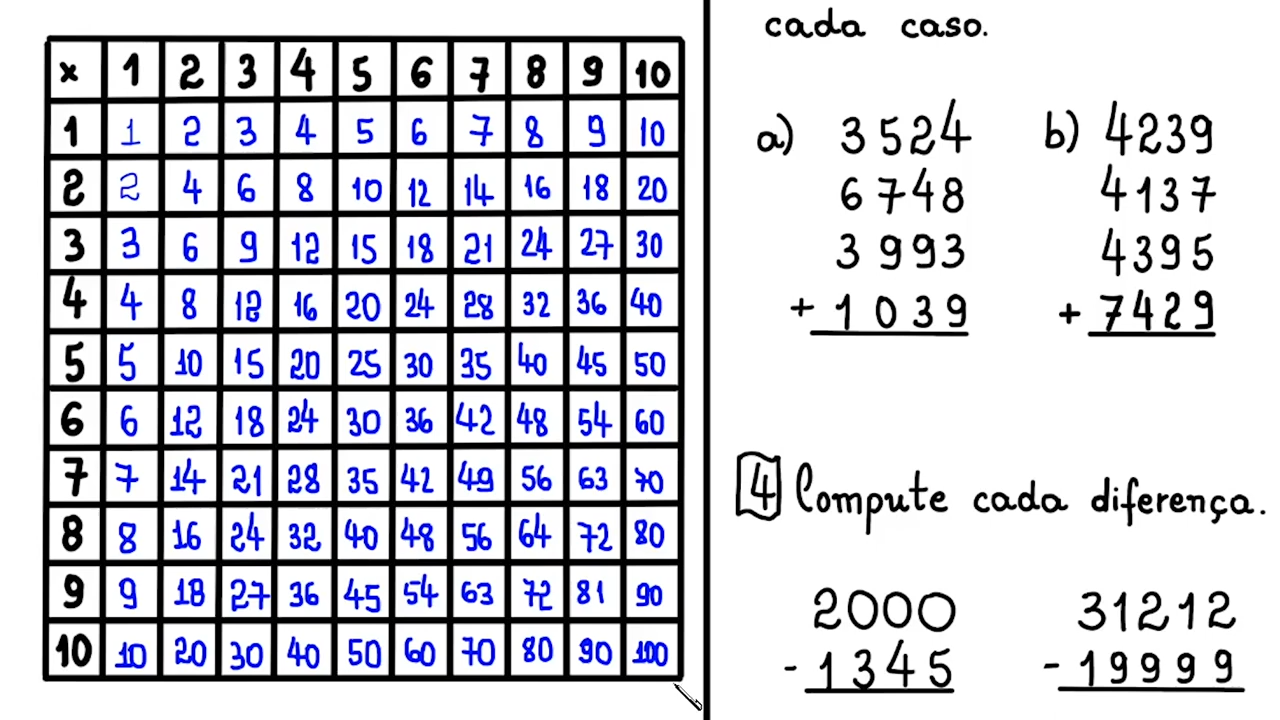 × 1 2 3 4 5 6 7 8 9 10
1 1 2 3 4 5 6 7 8 9 10
2 2 4 6 8 10 12 14 16 18 20
3 3 6 9 12 15 18 21 24 27 30
4 4 8 12 16 20 24 28 32 36 40
5 5 10 15 20 25 30 35 40 45 50
6 6 12 18 24 30 36 42 48 54 60
7 7 14 21 28 35 42 49 56 63 70
8 8 16 24 32 40 48 56 64 72 80
9 9 18 27 36 45 54 63 72 81 90
10 10 20 30 40 50 60 70 80 90 100
cada caso.
a) 3524
6748
3993
+ 1039
b) 4239
4137
4395
+ 7429
4 Compute cada diferença.
2000
- 1345
31212
- 19999